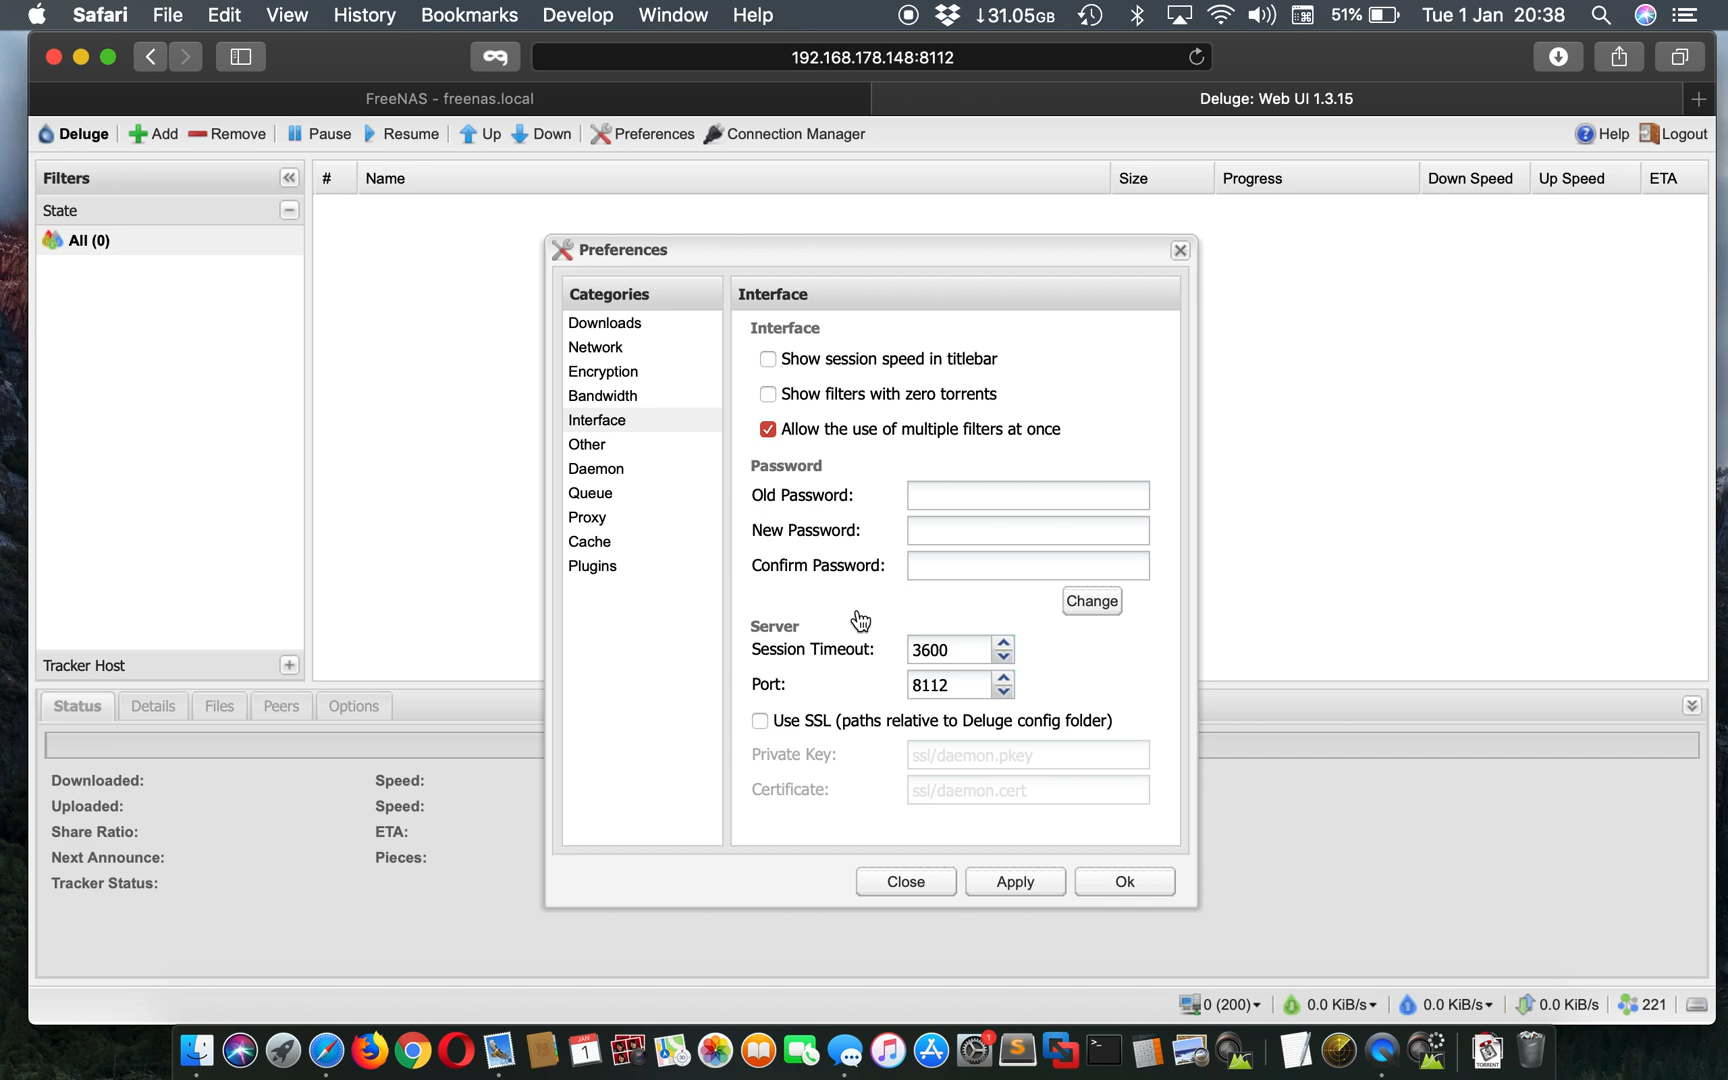 Safari File Edit View History Bookmarks Develop Window Help ↓31.05GB 51% Tue 1 Jan 20:38
192.168.178.148:8112
FreeNAS - freenas.local Deluge: Web UI 1.3.15
Deluge Add Remove Pause Resume Up Down Preferences Connection Manager Help Logout
Filters
# Name Size Progress Down Speed Up Speed ETA
State
All (0)
Preferences
Categories
Downloads
Network
Encryption
Bandwidth
Interface
Other
Daemon
Queue
Proxy
Cache
Plugins
Interface
Interface
Show session speed in titlebar
Show filters with zero torrents
Allow the use of multiple filters at once
Password
Old Password:
New Password:
Confirm Password:
Change
Server
Session Timeout: 3600
Port: 8112
Use SSL (paths relative to Deluge config folder)
Private Key: ssl/daemon.pkey
Certificate: ssl/daemon.cert
Close Apply Ok
Tracker Host
Status Details Files Peers Options
Downloaded: Speed:
Uploaded: Speed:
Share Ratio: ETA:
Next Announce: Pieces:
Tracker Status:
0 (200) 0.0 KiB/s 0.0 KiB/s 0.0 KiB/s 221
JAN
1
1
TORRENT